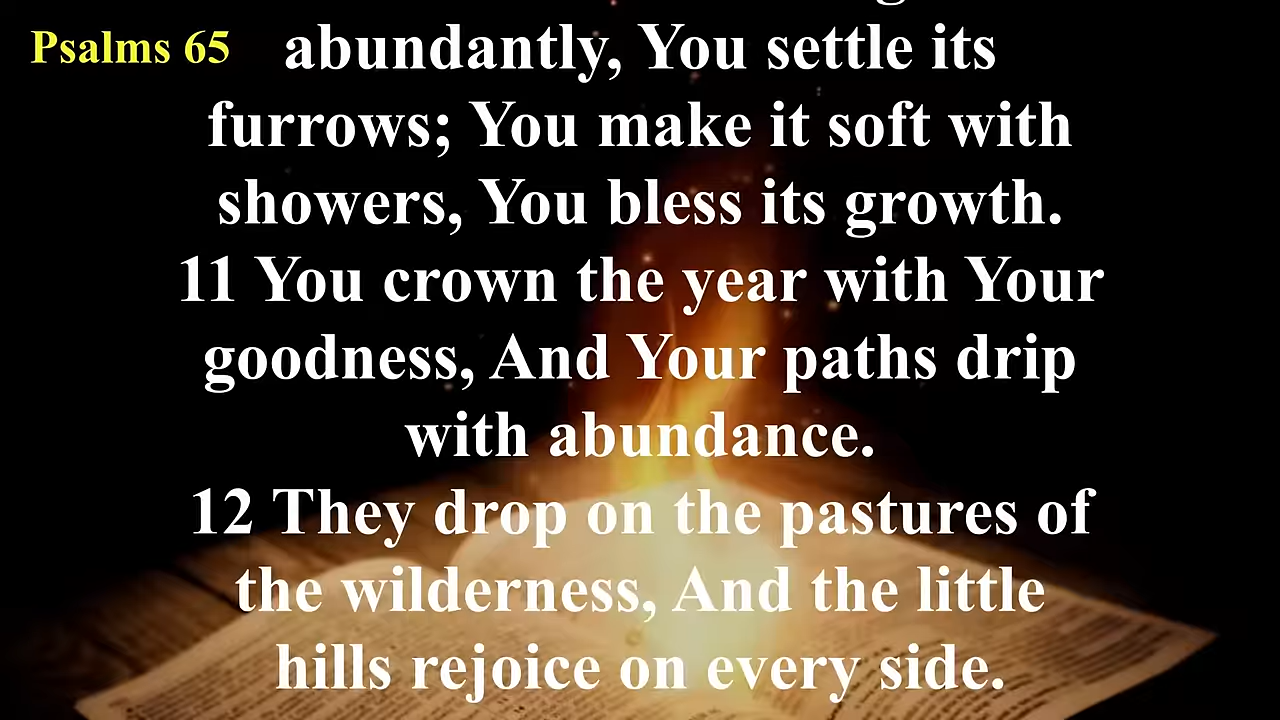 Psalms 65
abundantly, You settle its
furrows; You make it soft with
showers, You bless its growth.
11 You crown the year with Your
goodness, And Your paths drip
with abundance.
12 They drop on the pastures of
the wilderness, And the little
hills rejoice on every side.